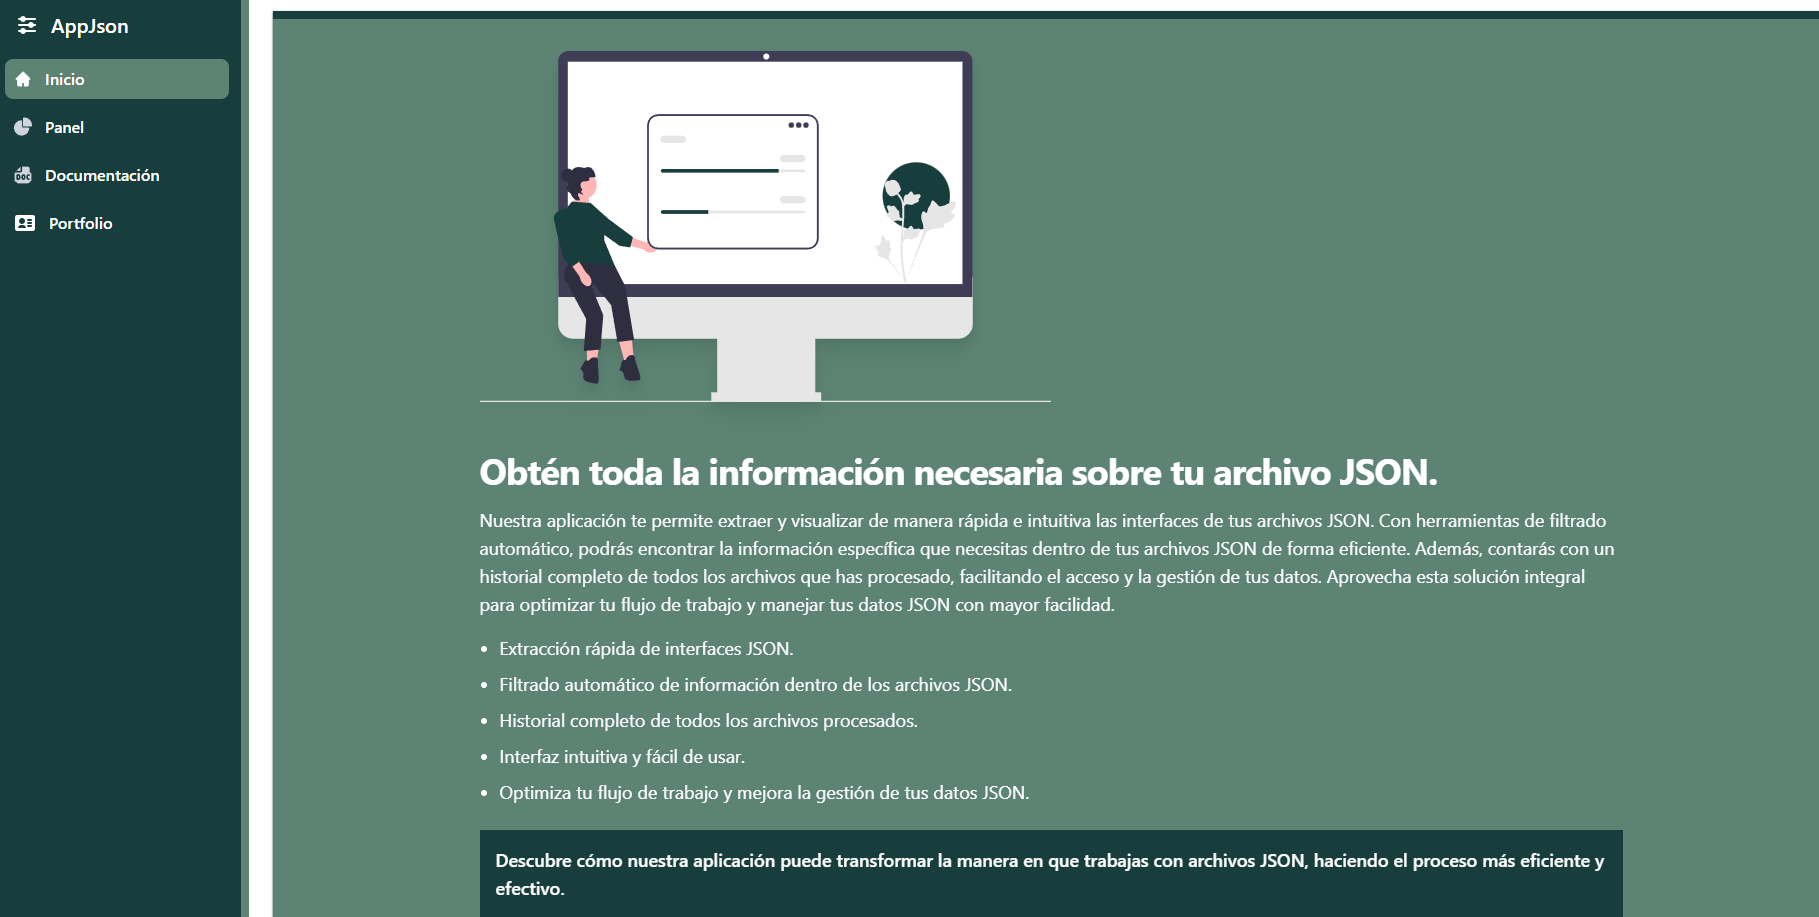 AppJson
Inicio
Panel
DOC
Documentación
Portfolio
Obtén toda la información necesaria sobre tu archivo JSON.
Nuestra aplicación te permite extraer y visualizar de manera rápida e intuitiva las interfaces de tus archivos JSON. Con herramientas de filtrado
automático, podrás encontrar la información específica que necesitas dentro de tus archivos JSON de forma eficiente. Además, contarás con un
historial completo de todos los archivos que has procesado, facilitando el acceso y la gestión de tus datos. Aprovecha esta solución integral
para optimizar tu flujo de trabajo y manejar tus datos JSON con mayor facilidad.
• Extracción rápida de interfaces JSON.
• Filtrado automático de información dentro de los archivos JSON.
• Historial completo de todos los archivos procesados.
• Interfaz intuitiva y fácil de usar.
• Optimiza tu flujo de trabajo y mejora la gestión de tus datos JSON.
Descubre cómo nuestra aplicación puede transformar la manera en que trabajas con archivos JSON, haciendo el proceso más eficiente y
efectivo.